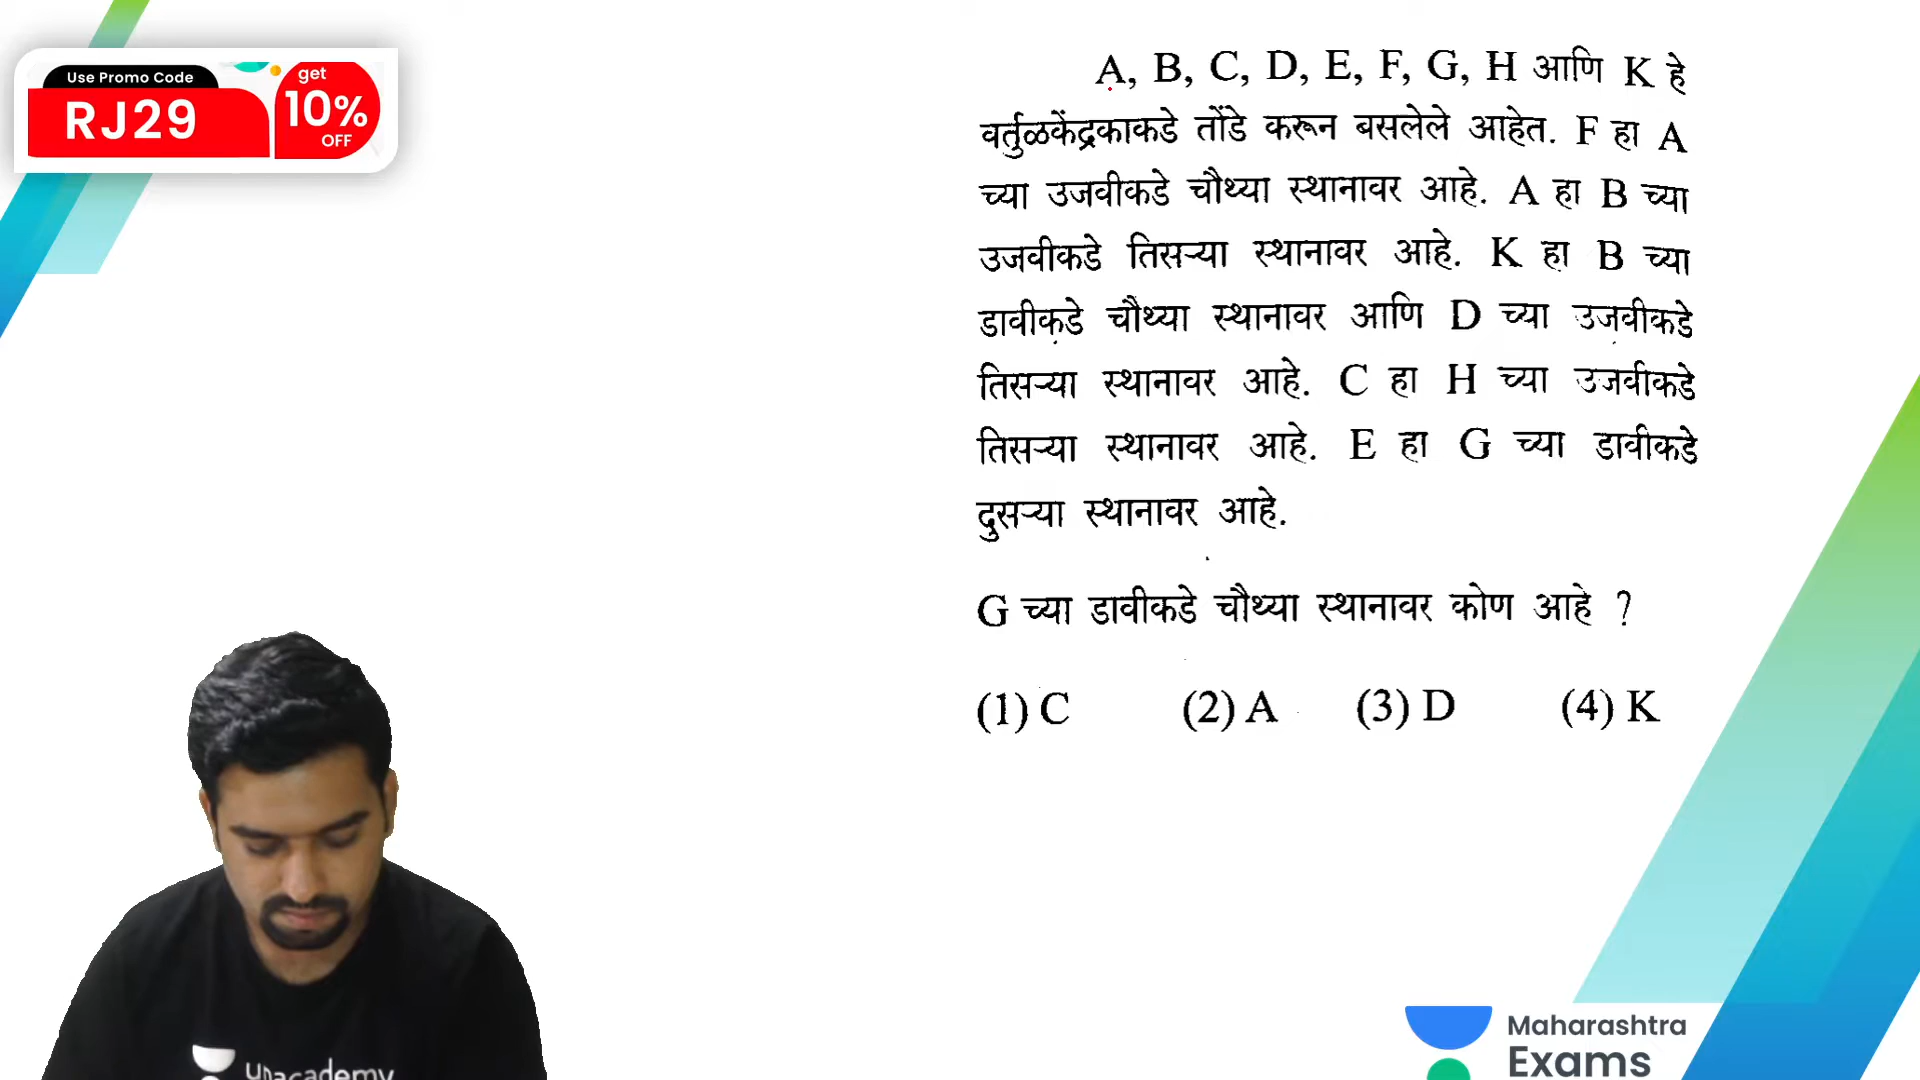 Use Promo Code
RJ29
get
10%
OFF
A, B, C, D, E, F, G, H आणि K हे
वर्तुळकेंद्रकाकडे तोंडे करून बसलेले आहेत. F हा A
च्या उजवीकडे चौथ्या स्थानावर आहे. A हा B च्या
उजवीकडे तिसऱ्या स्थानावर आहे. K हा B च्या
डावीकडे चौथ्या स्थानावर आणि D च्या उजवीकडे
तिसऱ्या स्थानावर आहे. C हा H च्या उजवीकडे
तिसऱ्या स्थानावर आहे. E हा G च्या डावीकडे
दुसऱ्या स्थानावर आहे.
G च्या डावीकडे चौथ्या स्थानावर कोण आहे ?
(1) C (2) A (3) D (4) K
unacademy
Maharashtra
Exams